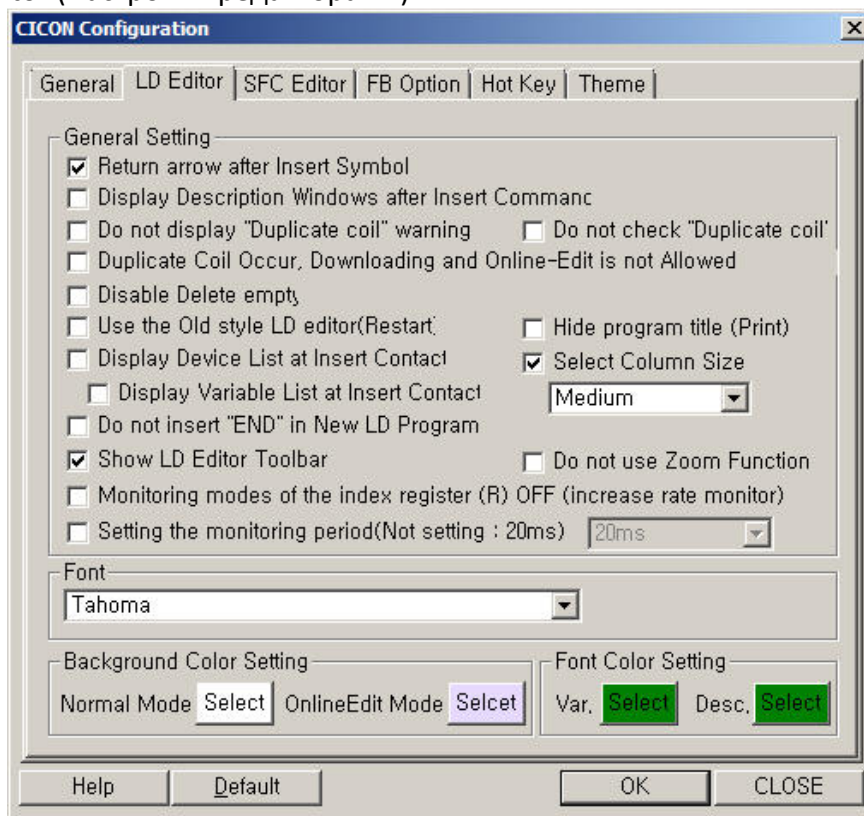 CICON Configuration
General LD Editor SFC Editor FB Option Hot Key Theme
General Setting
Return arrow after Insert Symbol
Display Description Windows after Insert Commanc
Do not display "Duplicate coil" warning Do not check "Duplicate coil"
Duplicate Coil Occur, Downloading and Online-Edit is not Allowed
Disable Delete empty
Use the Old style LD editor(Restart) Hide program title (Print)
Display Device List at Insert Contact Select Column Size
Display Variable List at Insert Contact Medium
Do not insert "END" in New LD Program
Show LD Editor Toolbar Do not use Zoom Function
Monitoring modes of the index register (R) OFF (increase rate monitor)
Setting the monitoring period(Not setting : 20ms) 20ms
Font
Tahoma
Background Color Setting Font Color Setting
Normal Mode Select OnlineEdit Mode Selcet Var. Select Desc. Select
Help Default OK CLOSE